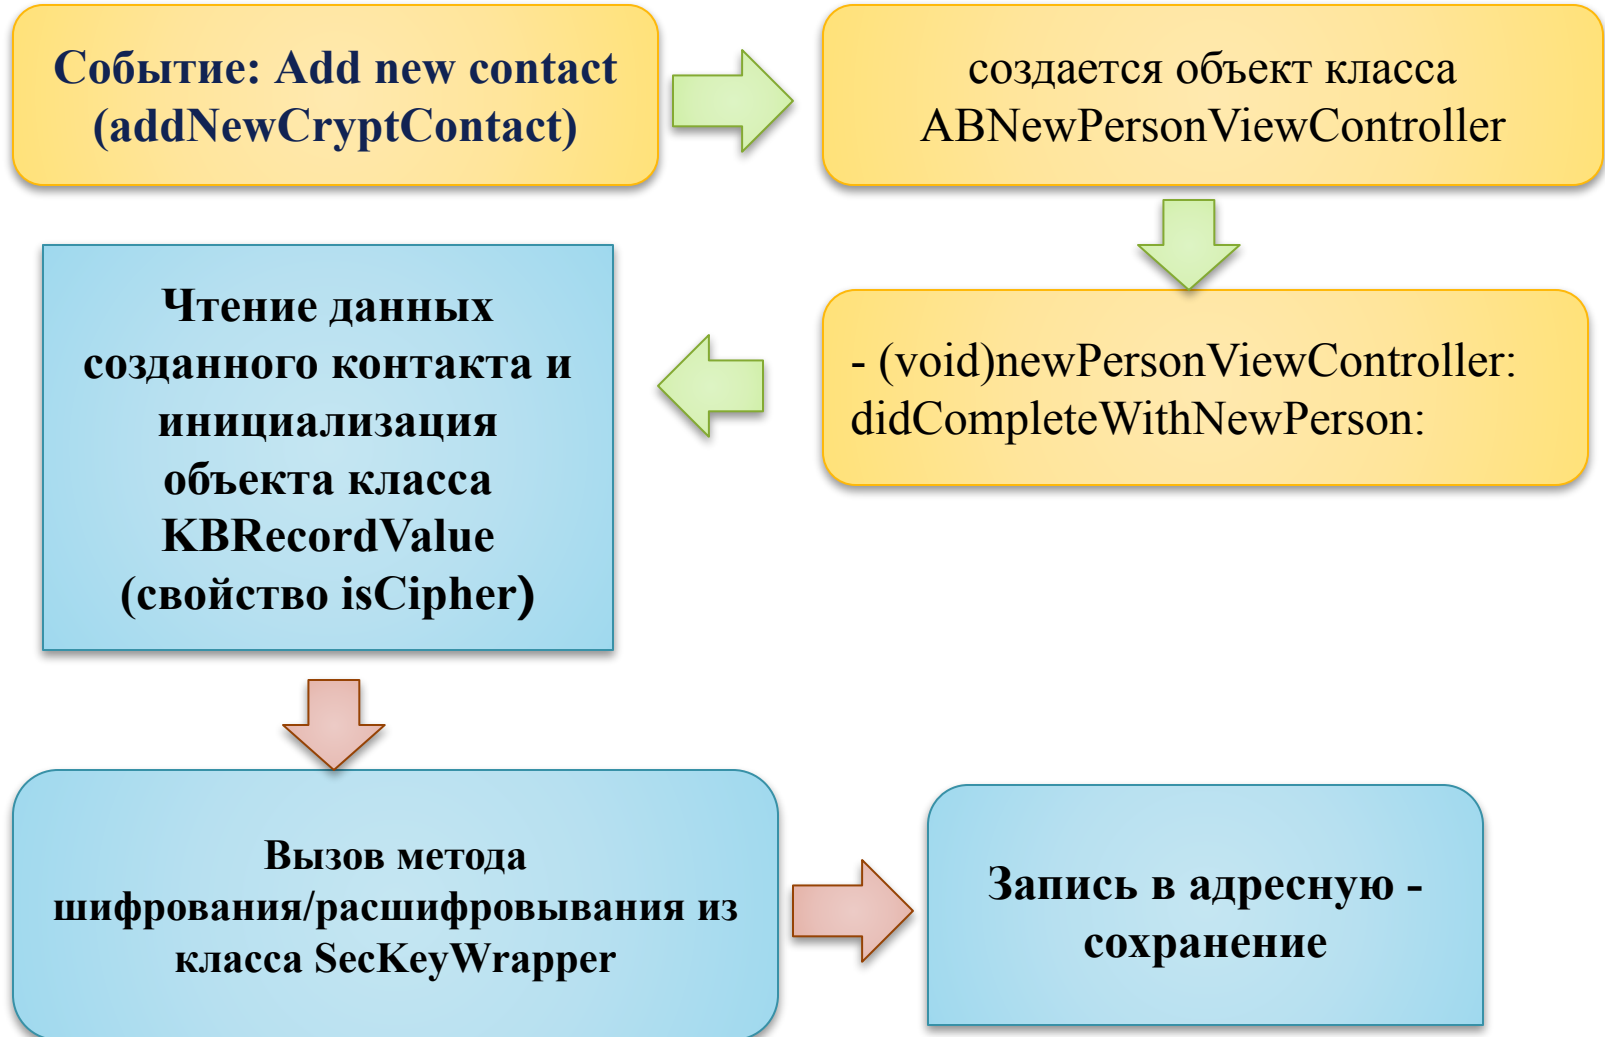 Событие: Add new contact
(addNewCryptContact)
создается объект класса
ABNewPersonViewController
- (void)newPersonViewController:
didCompleteWithNewPerson:
Чтение данных
созданного контакта и
инициализация
объекта класса
KBRecordValue
(свойство isCipher)
Вызов метода
шифрования/расшифровывания из
класса SecKeyWrapper
Запись в адресную -
сохранение